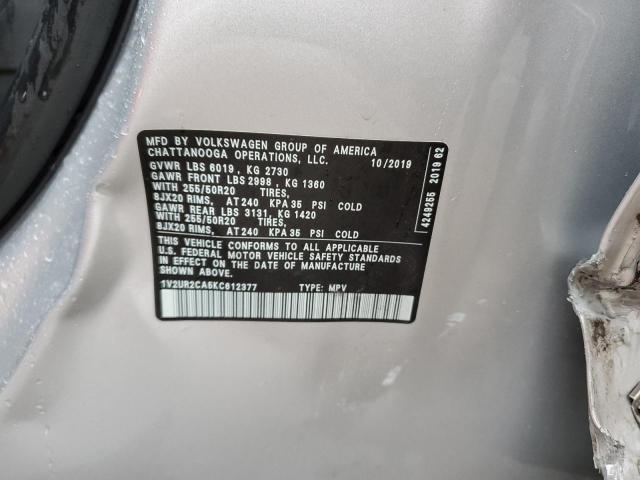 MFD BY VOLKSWAGEN GROUP OF AMERICA
CHATTANOOGA OPERATIONS, LLC. 10/2019
GVWR LBS 6019 , KG 2730
GAWR FRONT LBS 2998 , KG 1360
WITH 255/50R20 TIRES,
8JX20 RIMS, AT 240 KPA 35 PSI COLD
GAWR REAR LBS 3131, KG 1420
WITH 255/50R20 TIRES,
8JX20 RIMS, AT 240 KPA 35 PSI COLD
THIS VEHICLE CONFORMS TO ALL APPLICABLE
U.S. FEDERAL MOTOR VEHICLE SAFETY STANDARDS
IN EFFECT ON THE DATE OF MANUFACTURE
SHOWN ABOVE.
1V2UR2CA5KC612377 TYPE: MPV
4249255 2019 62